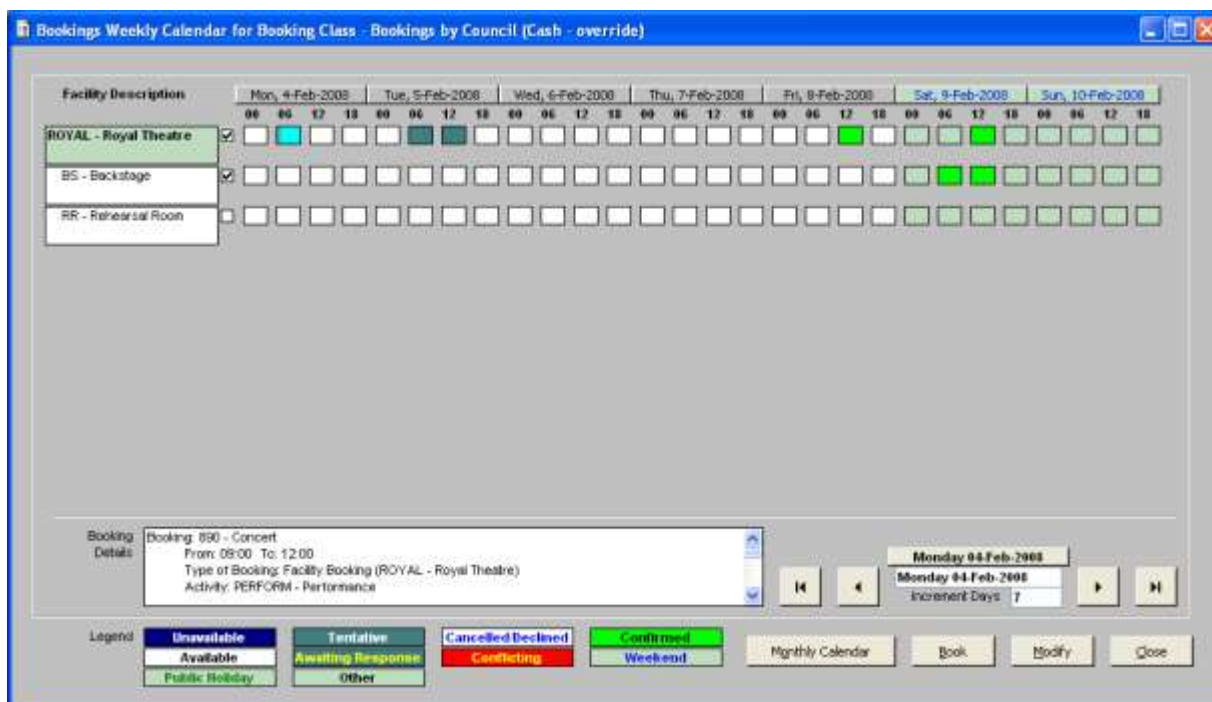 Bookings Weekly Calendar for Booking Class - Bookings by Council (Cash - override)
Facility Description Mon, 4-Feb-2008 Tue, 5-Feb-2008 Wed, 6-Feb-2008 Thu, 7-Feb-2008 Fri, 8-Feb-2008 Sat, 9-Feb-2008 Sun, 10-Feb-2008
00 06 12 18 00 06 12 18 00 06 12 18 00 06 12 18 00 06 12 18 00 06 12 18 00 06 12 18
ROYAL - Royal Theatre
BS - Backstage
RR - Rehearsal Room
Booking Details
Booking: 890 - Concert
From: 09:00 To: 12:00
Type of Booking: Facility Booking (ROYAL - Royal Theatre)
Activity: PERFORM - Performance
Monday 04-Feb-2008
Monday 04-Feb-2008
Increment Days 7
Legend Unavailable Tentative Cancelled Declined Confirmed
Available Awaiting Response Conflicting Weekend
Public Holiday Other
Monthly Calendar Book Modify Close